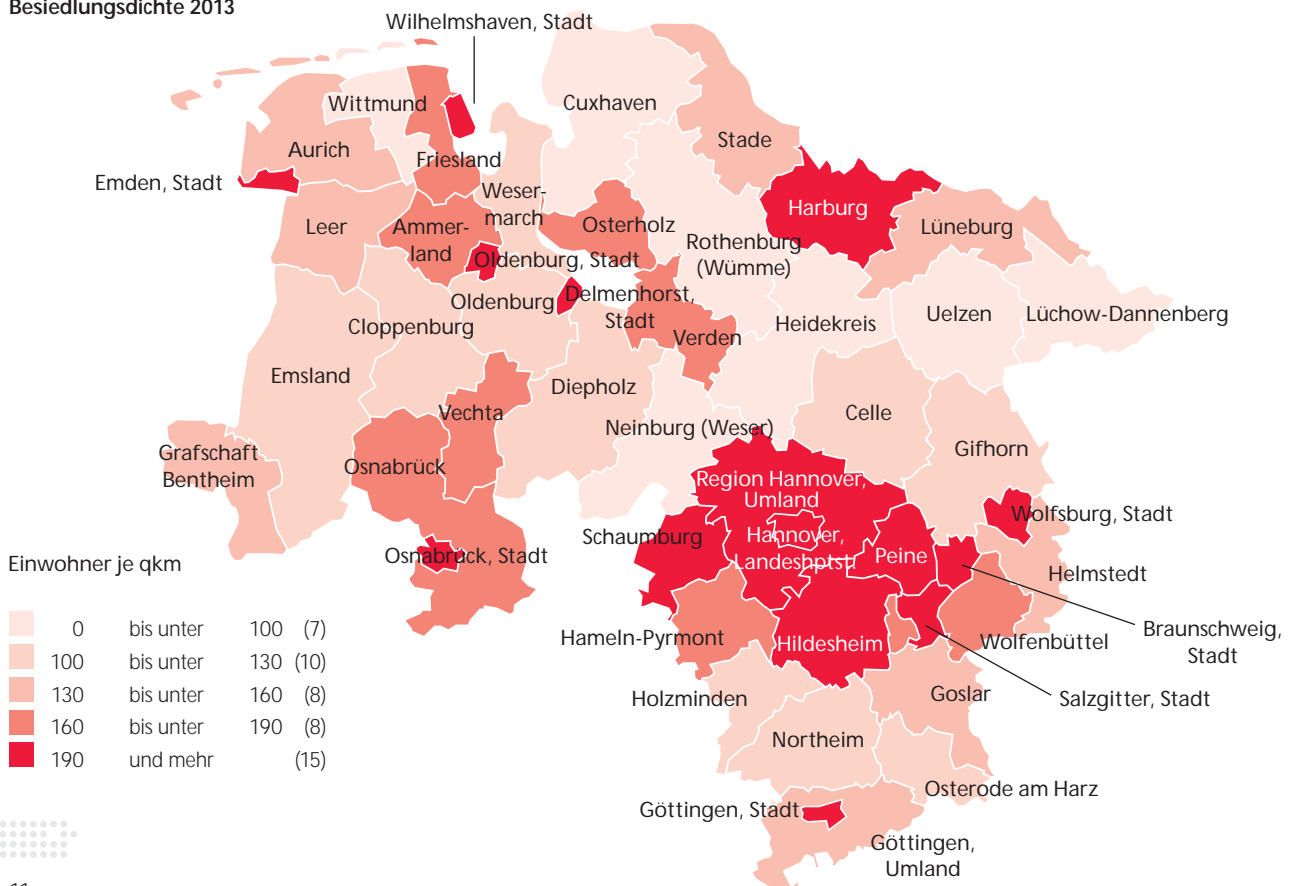 Besiedlungsdichte 2013
Wilhelmshaven, Stadt
Wittmund
Cuxhaven
Stade
Aurich
Friesland
Emden, Stadt
Weser-
march
Harburg
Leer
Ammer-
land
Osterholz
Lüneburg
Rothenburg
(Wümme)
Oldenburg, Stadt
Oldenburg
Delmenhorst,
Stadt
Cloppenburg
Verden
Heidekreis
Uelzen
Lüchow-Dannenberg
Emsland
Diepholz
Vechta
Celle
Neinburg (Weser)
Gifhorn
Grafschaft
Bentheim
Osnabrück
Region Hannover,
Umland
Wolfsburg, Stadt
Schaumburg
Hannover,
Landeshptst.
Peine
Osnabrück, Stadt
Helmstedt
Hameln-Pyrmont
Hildesheim
Wolfenbüttel
Braunschweig,
Stadt
Holzminden
Goslar
Salzgitter, Stadt
Northeim
Osterode am Harz
Göttingen, Stadt
Göttingen,
Umland
Einwohner je qkm
0 bis unter 100 (7)
100 bis unter 130 (10)
130 bis unter 160 (8)
160 bis unter 190 (8)
190 und mehr (15)